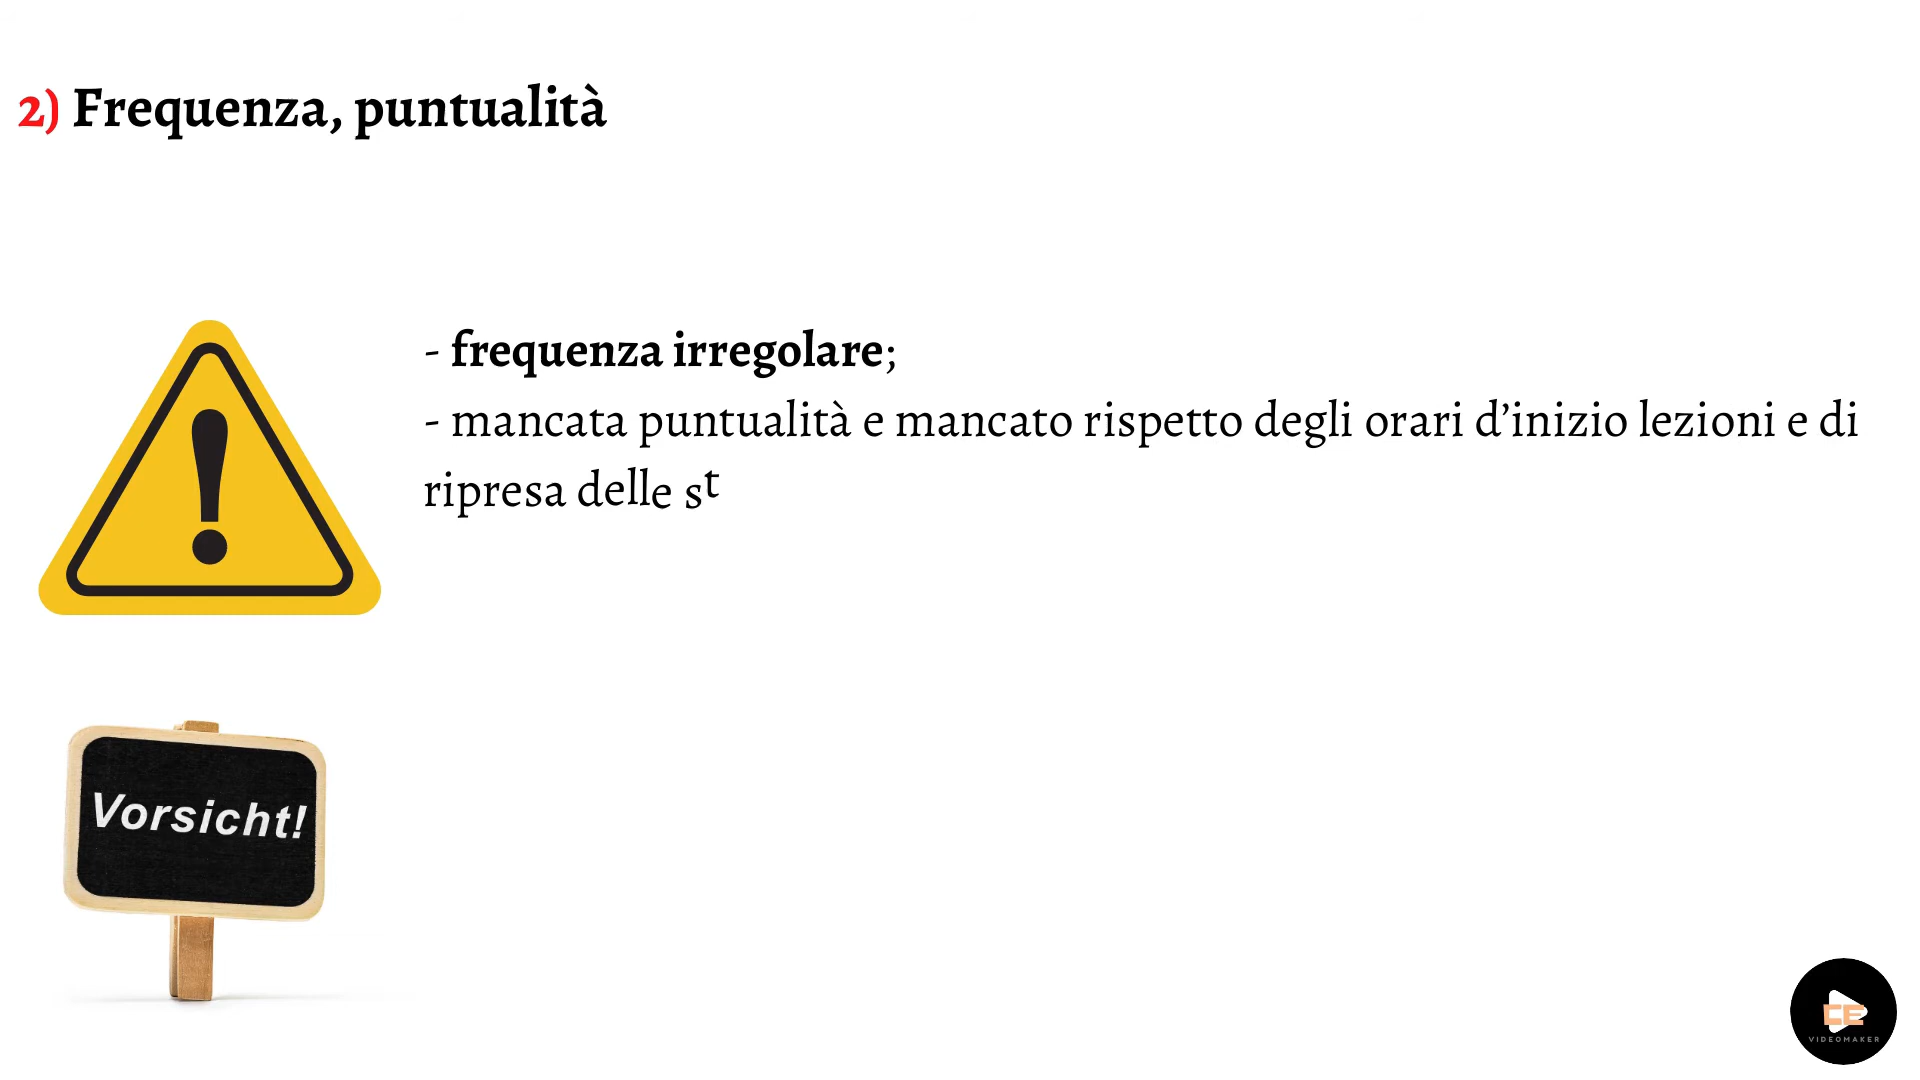 2) Frequenza, puntualità
- frequenza irregolare;
- mancata puntualità e mancato rispetto degli orari d’inizio lezioni e di
ripresa delle st
Vorsicht!
CE
VIDEOMAKER